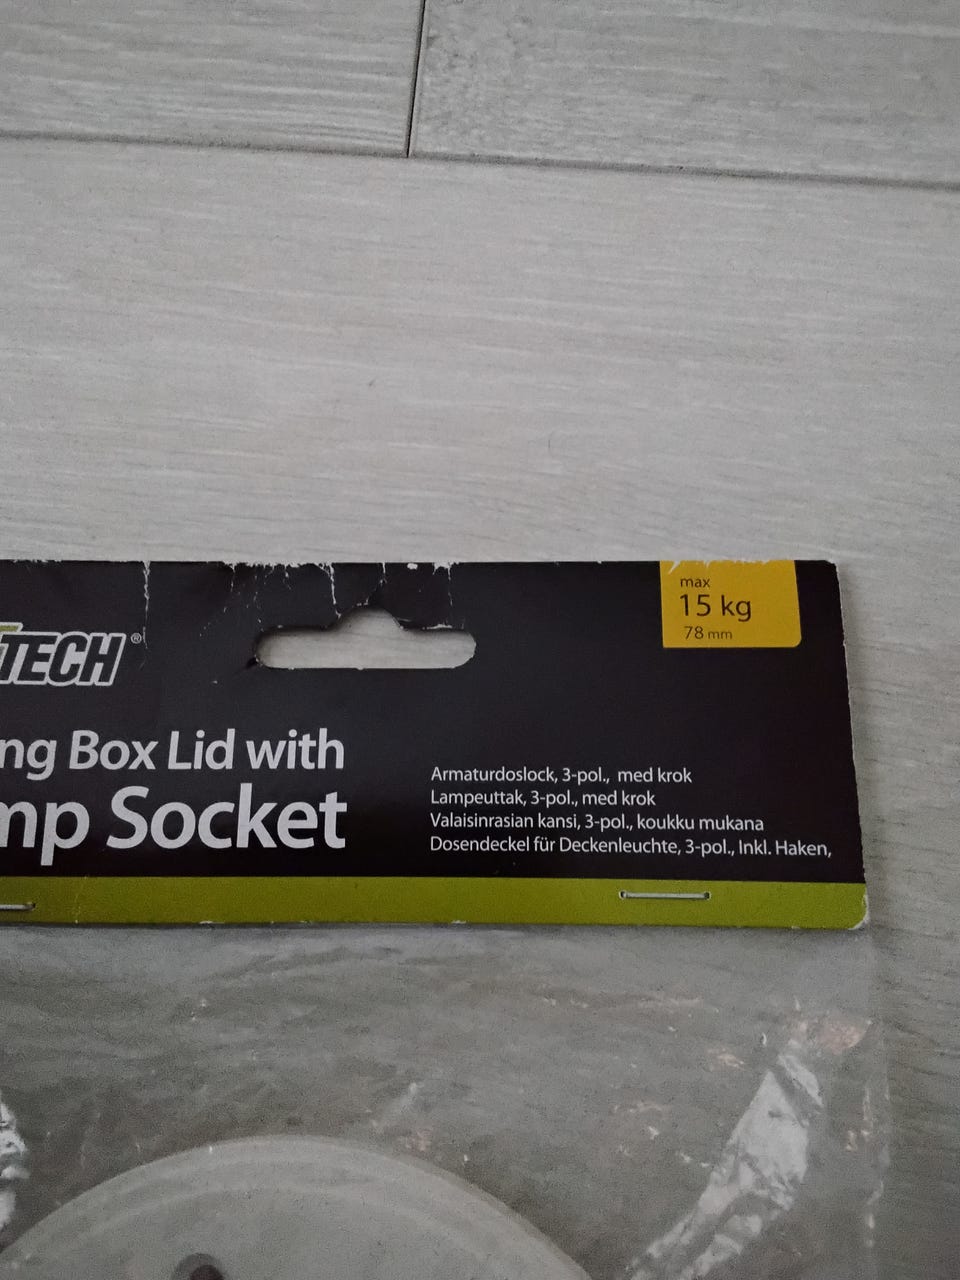 TECH®
ng Box Lid with
mp Socket
max
15 kg
78 mm
Armaturdoslock, 3-pol., med krok
Lampeuttak, 3-pol., med krok
Valaisinrasian kansi, 3-pol., koukku mukana
Dosendeckel für Deckenleuchte, 3-pol., Inkl. Haken,